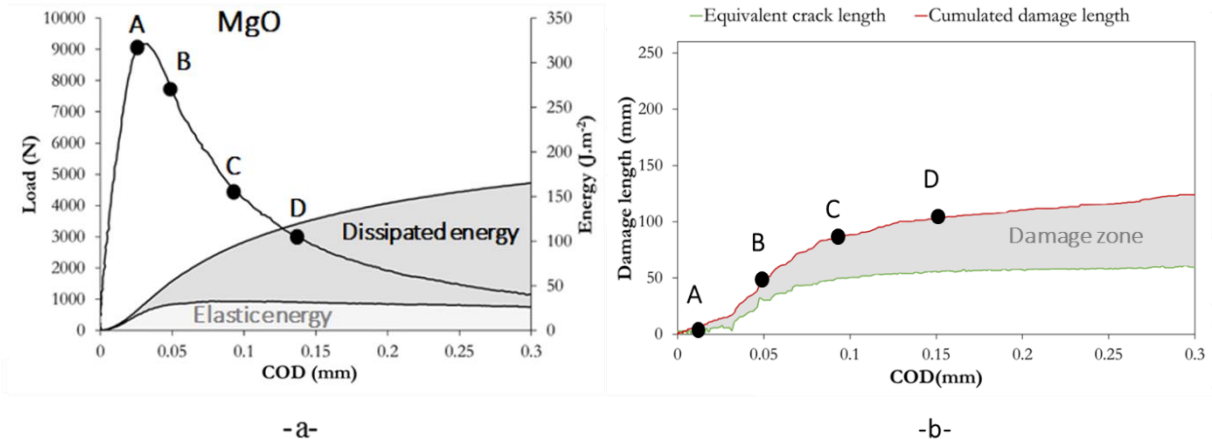 MgO
A
B
C
D
10000
9000
8000
7000
6000
5000
4000
3000
2000
1000
0
Load (N)
350
300
250
200
150
100
50
0
Energy (J.m-2)
Dissipated energy
Elastic energy
0
0.05
0.1
0.15
0.2
0.25
0.3
COD (mm)
-a-
Equivalent crack length
Cumulated damage length
250
200
150
100
50
0
Damage length (mm)
A
B
C
D
Damage zone
0
0.05
0.1
0.15
0.2
0.25
0.3
COD(mm)
-b-